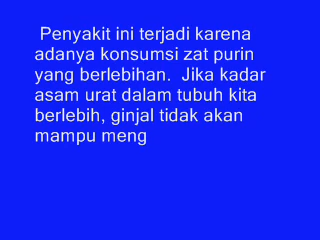 Penyakit ini terjadi karena
adanya konsumsi zat purin
yang berlebihan.  Jika kadar
asam urat dalam tubuh kita
berlebih, ginjal tidak akan
mampu meng